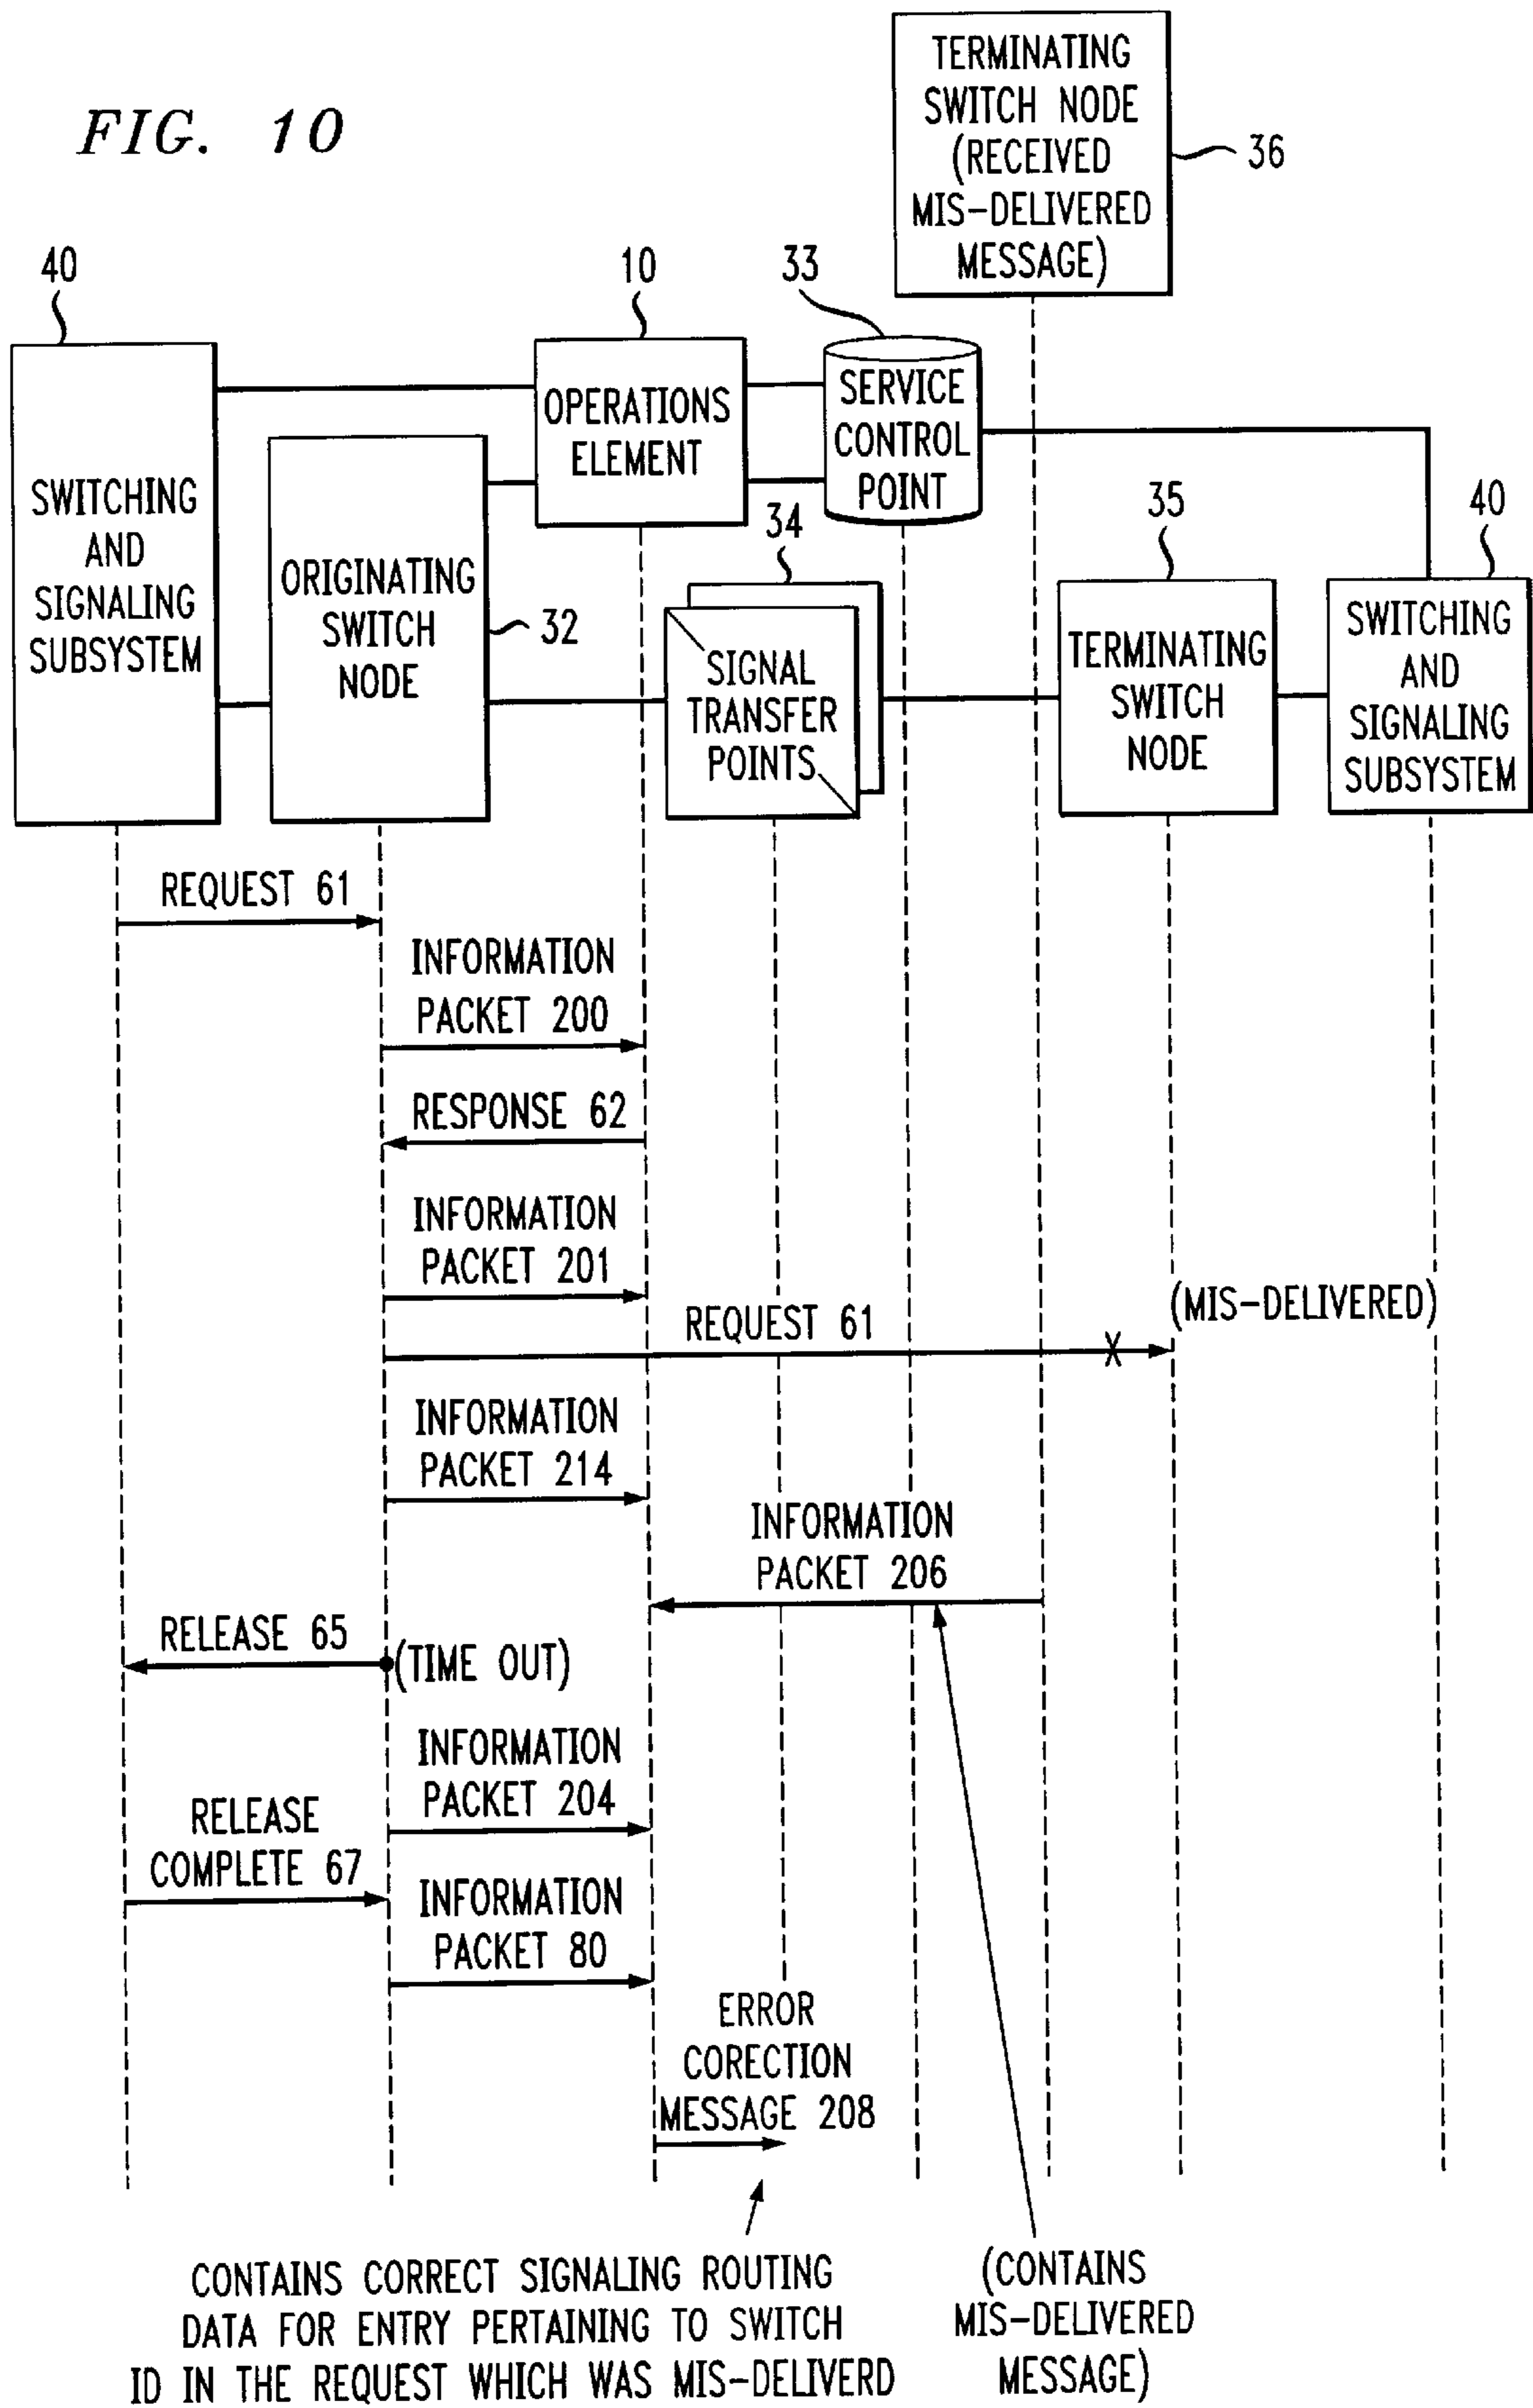 FIG. 10
TERMINATING
SWITCH NODE
(RECEIVED
MIS-DELIVERED
MESSAGE)
36
40
10
33
SWITCHING
AND
SIGNALING
SUBSYSTEM
ORIGINATING
SWITCH
NODE
32
OPERATIONS
ELEMENT
SERVICE
CONTROL
POINT
34
SIGNAL
TRANSFER
POINTS
35
TERMINATING
SWITCH
NODE
40
SWITCHING
AND
SIGNALING
SUBSYSTEM
REQUEST 61
INFORMATION
PACKET 200
RESPONSE 62
INFORMATION
PACKET 201
REQUEST 61
X
(MIS-DELIVERED)
INFORMATION
PACKET 214
INFORMATION
PACKET 206
RELEASE 65
(TIME OUT)
INFORMATION
PACKET 204
RELEASE
COMPLETE 67
INFORMATION
PACKET 80
ERROR
CORECTION
MESSAGE 208
CONTAINS CORRECT SIGNALING ROUTING
DATA FOR ENTRY PERTAINING TO SWITCH
ID IN THE REQUEST WHICH WAS MIS-DELIVERD
(CONTAINS
MIS-DELIVERED
MESSAGE)